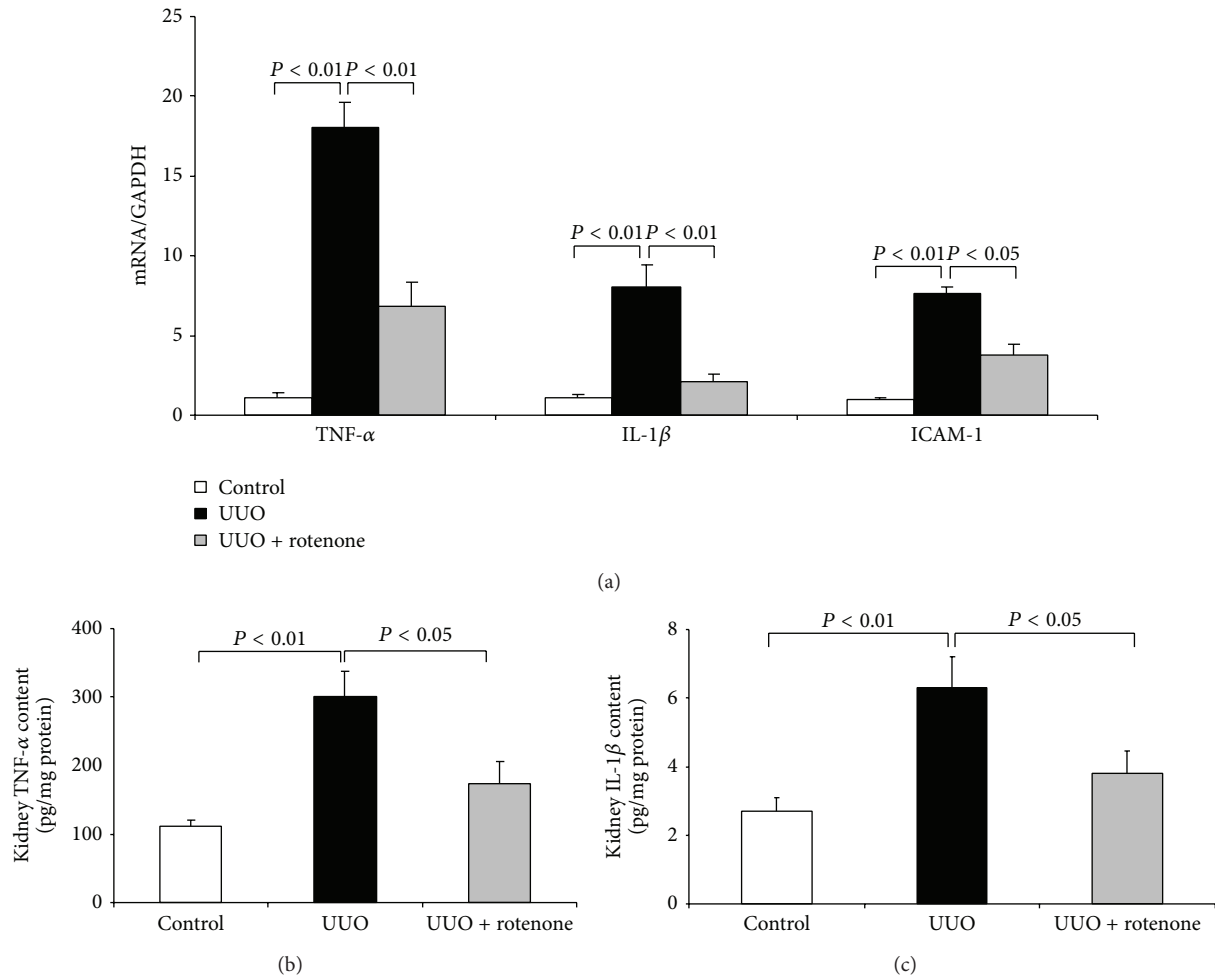 25
20
15
10
5
0
mRNA/GAPDH
P < 0.01 P < 0.01
P < 0.01 P < 0.01
P < 0.01 P < 0.05
TNF-α
IL-1β
ICAM-1
Control
UUO
UUO + rotenone
(a)
400
300
200
100
0
Kidney TNF-α content
(pg/mg protein)
P < 0.01
P < 0.05
Control
UUO
UUO + rotenone
(b)
8
6
4
2
0
Kidney IL-1β content
(pg/mg protein)
P < 0.01
P < 0.05
Control
UUO
UUO + rotenone
(c)